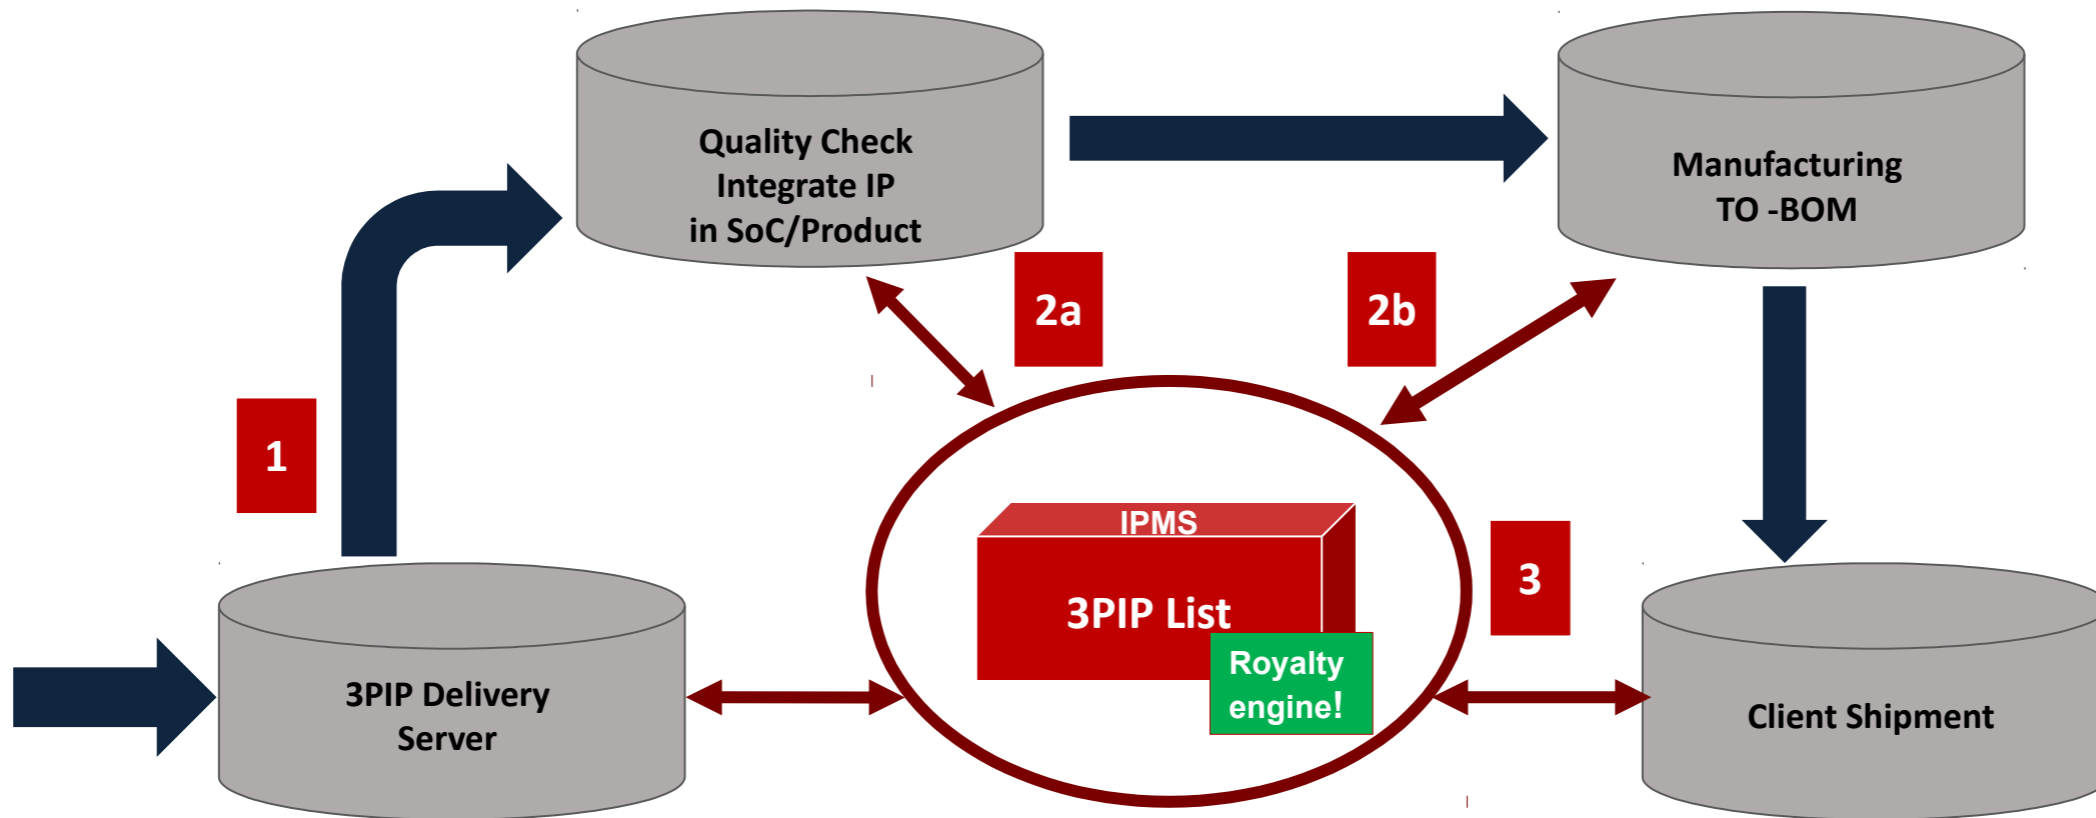 Quality Check
Integrate IP
in SoC/Product
Manufacturing
TO -BOM
2a
2b
1
IPMS
3PIP List
Royalty
engine!
3
3PIP Delivery
Server
Client Shipment